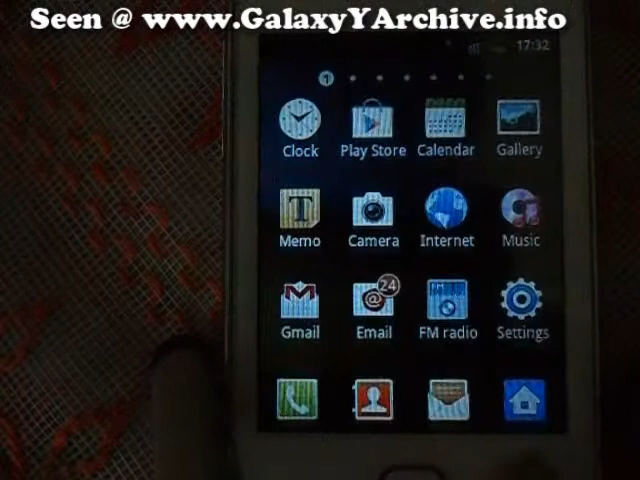 Seen @ www.GalaxyYArchive.info
17:32
1
Clock Play Store Calendar Gallery
T
Memo Camera Internet Music
24
@
FM
Gmail Email FM radio Settings